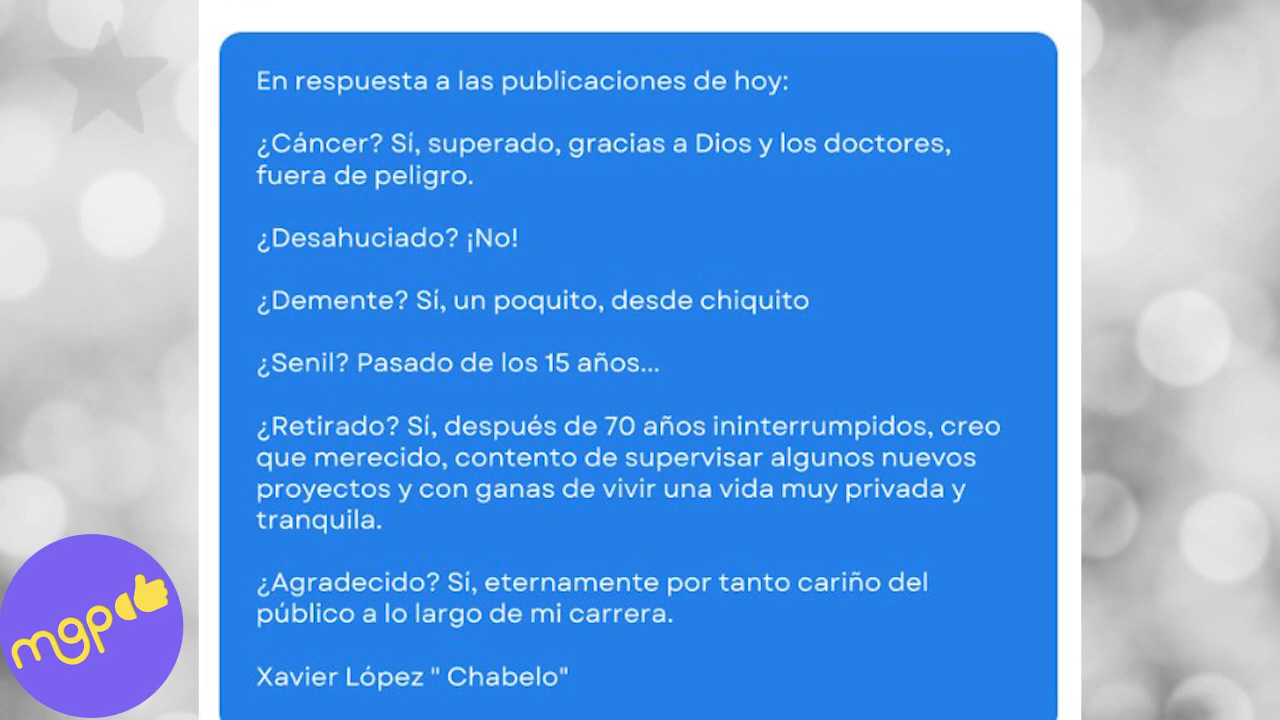 En respuesta a las publicaciones de hoy:
¿Cáncer? Sí, superado, gracias a Dios y los doctores,
fuera de peligro.
¿Desahuciado? ¡No!
¿Demente? Sí, un poquito, desde chiquito
¿Senil? Pasado de los 15 años...
¿Retirado? Sí, después de 70 años ininterrumpidos, creo
que merecido, contento de supervisar algunos nuevos
proyectos y con ganas de vivir una vida muy privada y
tranquila.
¿Agradecido? Sí, eternamente por tanto cariño del
público a lo largo de mi carrera.
Xavier López " Chabelo"
mgp